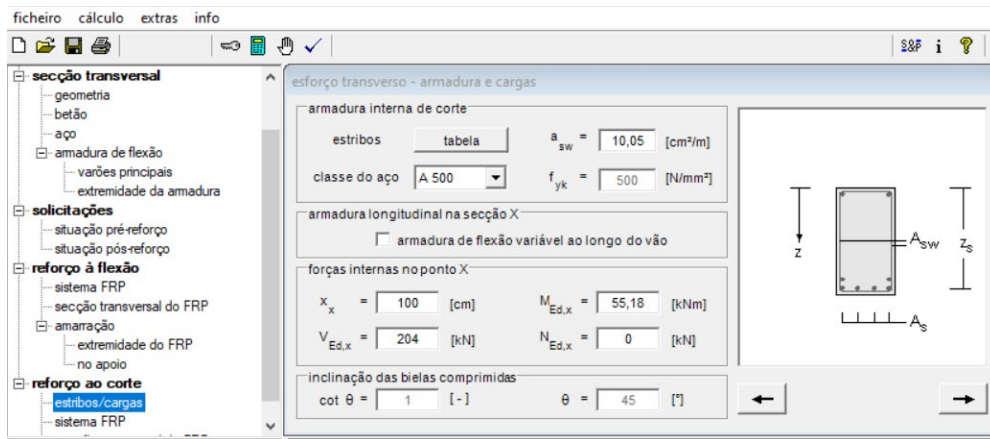 ficheiro cálculo extras info
S&P i ?
secção transversal
geometria
betão
aço
armadura de flexão
varões principais
extremidade da armadura
solicitações
situação pré-reforço
situação pós-reforço
reforço à flexão
sistema FRP
secção transversal do FRP
amarração
extremidade do FRP
no apoio
reforço ao corte
estribos/cargas
sistema FRP
esforço transverso - armadura e cargas
armadura interna de corte
estribos tabela a sw = 10,05 [cm²/m]
classe do aço A 500 f yk = 500 [N/mm²]
armadura longitudinal na secção X
armadura de flexão variável ao longo do vão
forças internas no ponto X
x x = 100 [cm] M Ed,x = 55,18 [kNm]
V Ed,x = 204 [kN] N Ed,x = 0 [kN]
inclinação das bielas comprimidas
cot θ = 1 [-] θ = 45 [°]
z
A sw
z s
A s